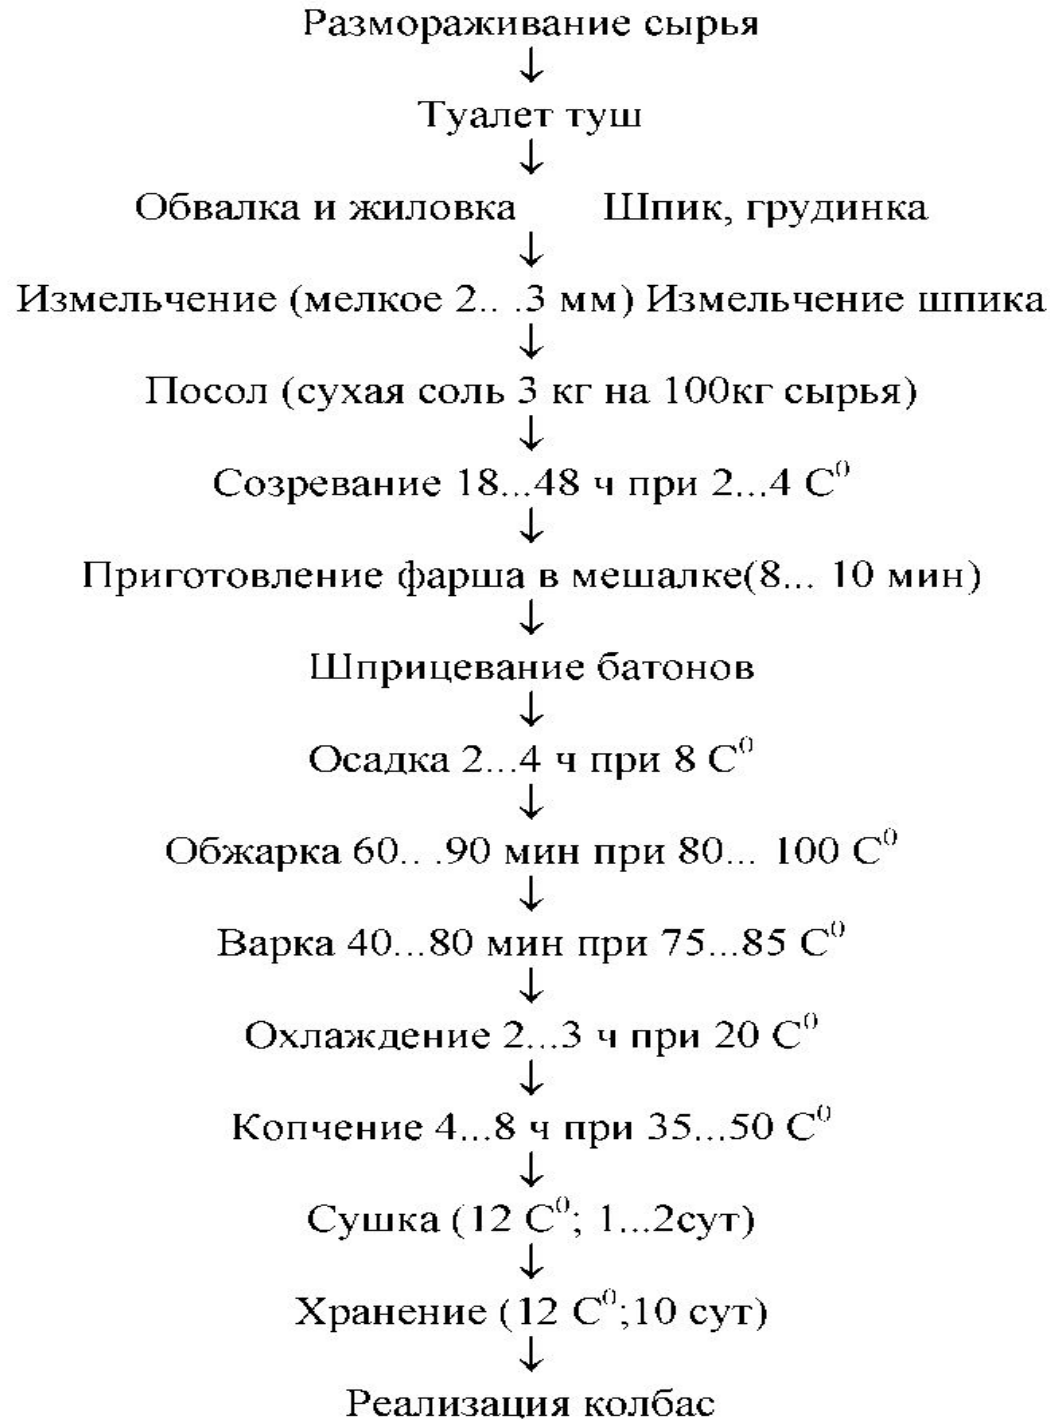 Размораживание сырья
↓
Туалет туш
↓
Обвалка и жиловка Шпик, грудинка
↓
Измельчение (мелкое 2.. .3 мм) Измельчение шпика
↓
Посол (сухая соль 3 кг на 100кг сырья)
↓
Созревание 18...48 ч при 2...4 С⁰
↓
Приготовление фарша в мешалке(8... 10 мин)
↓
Шприцевание батонов
↓
Осадка 2...4 ч при 8 С⁰
↓
Обжарка 60.. .90 мин при 80... 100 С⁰
↓
Варка 40...80 мин при 75...85 С⁰
↓
Охлаждение 2...3 ч при 20 С⁰
↓
Копчение 4...8 ч при 35...50 С⁰
↓
Сушка (12 С⁰; 1...2сут)
↓
Хранение (12 С⁰;10 сут)
↓
Реализация колбас